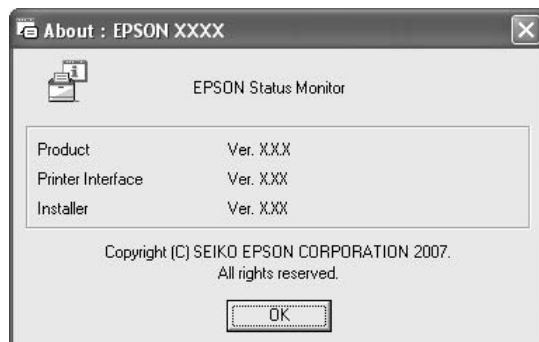 About : EPSON XXXX
EPSON Status Monitor
Product Ver. X.X.X
Printer Interface Ver. X.XX
Installer Ver. X.XX
Copyright (C) SEIKO EPSON CORPORATION 2007.
All rights reserved.
OK